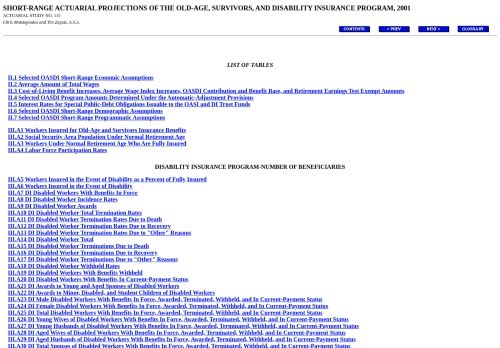 SHORT-RANGE ACTUARIAL PROJECTIONS OF THE OLD-AGE, SURVIVORS, AND DISABILITY INSURANCE PROGRAM, 2001
ACTUARIAL STUDY NO. 115
Chris Motsiopoulos and Tim Zayatz, A.S.A.
CONTENTS < PREV NEXT > GLOSSARY
LIST OF TABLES
II.1 Selected OASDI Short-Range Economic Assumptions
II.2 Average Amount of Total Wages
II.3 Cost-of-Living Benefit Increases, Average Wage Index Increases, OASDI Contribution and Benefit Base, and Retirement Earnings Test Exempt Amounts
II.4 Selected OASDI Program Amounts Determined Under the Automatic-Adjustment Provisions
II.5 Interest Rates for Special Public-Debt Obligations Issuable to the OASI and DI Trust Funds
II.6 Selected OASDI Short-Range Demographic Assumptions
II.7 Selected OASDI Short-Range Programmatic Assumptions
III.A1 Workers Insured for Old-Age and Survivors Insurance Benefits
III.A2 Social Security Area Population Under Normal Retirement Age
III.A3 Workers Under Normal Retirement Age Who Are Fully Insured
III.A4 Labor Force Participation Rates
DISABILITY INSURANCE PROGRAM-NUMBER OF BENEFICIARIES
III.A5 Workers Insured in the Event of Disability as a Percent of Fully Insured
III.A6 Workers Insured in the Event of Disability
III.A7 DI Disabled Workers With Benefits In Force
III.A8 DI Disabled Worker Incidence Rates
III.A9 DI Disabled Worker Awards
III.A10 DI Disabled Worker Total Termination Rates
III.A11 DI Disabled Worker Termination Rates Due to Death
III.A12 DI Disabled Worker Termination Rates Due to Recovery
III.A13 DI Disabled Worker Termination Rates Due to "Other" Reasons
III.A14 DI Disabled Worker Total
III.A15 DI Disabled Worker Terminations Due to Death
III.A16 DI Disabled Worker Terminations Due to Recovery
III.A17 DI Disabled Worker Terminations Due to "Other" Reasons
III.A18 DI Disabled Worker Withheld Rates
III.A19 DI Disabled Workers With Benefits Withheld
III.A20 DI Disabled Workers With Benefits In Current-Payment Status
III.A21 DI Awards to Young and Aged Spouses of Disabled Workers
III.A22 DI Awards to Minor, Disabled, and Student Children of Disabled Workers
III.A23 DI Male Disabled Workers With Benefits In Force, Awarded, Terminated, Withheld, and In Current-Payment Status
III.A24 DI Female Disabled Workers With Benefits In Force, Awarded, Terminated, Withheld, and In Current-Payment Status
III.A25 DI Total Disabled Workers With Benefits In Force, Awarded, Terminated, Withheld, and In Current-Payment Status
III.A26 DI Young Wives of Disabled Workers With Benefits In Force, Awarded, Terminated, Withheld, and In Current-Payment Status
III.A27 DI Young Husbands of Disabled Workers With Benefits In Force, Awarded, Terminated, Withheld, and In Current-Payment Status
III.A28 DI Aged Wives of Disabled Workers With Benefits In Force, Awarded, Terminated, Withheld, and In Current-Payment Status
III.A29 DI Aged Husbands of Disabled Workers With Benefits In Force, Awarded, Terminated, Withheld, and In Current-Payment Status
III.A30 DI Total Spouses of Disabled Workers With Benefits In Force, Awarded, Terminated, Withheld, and In Current-Payment Status